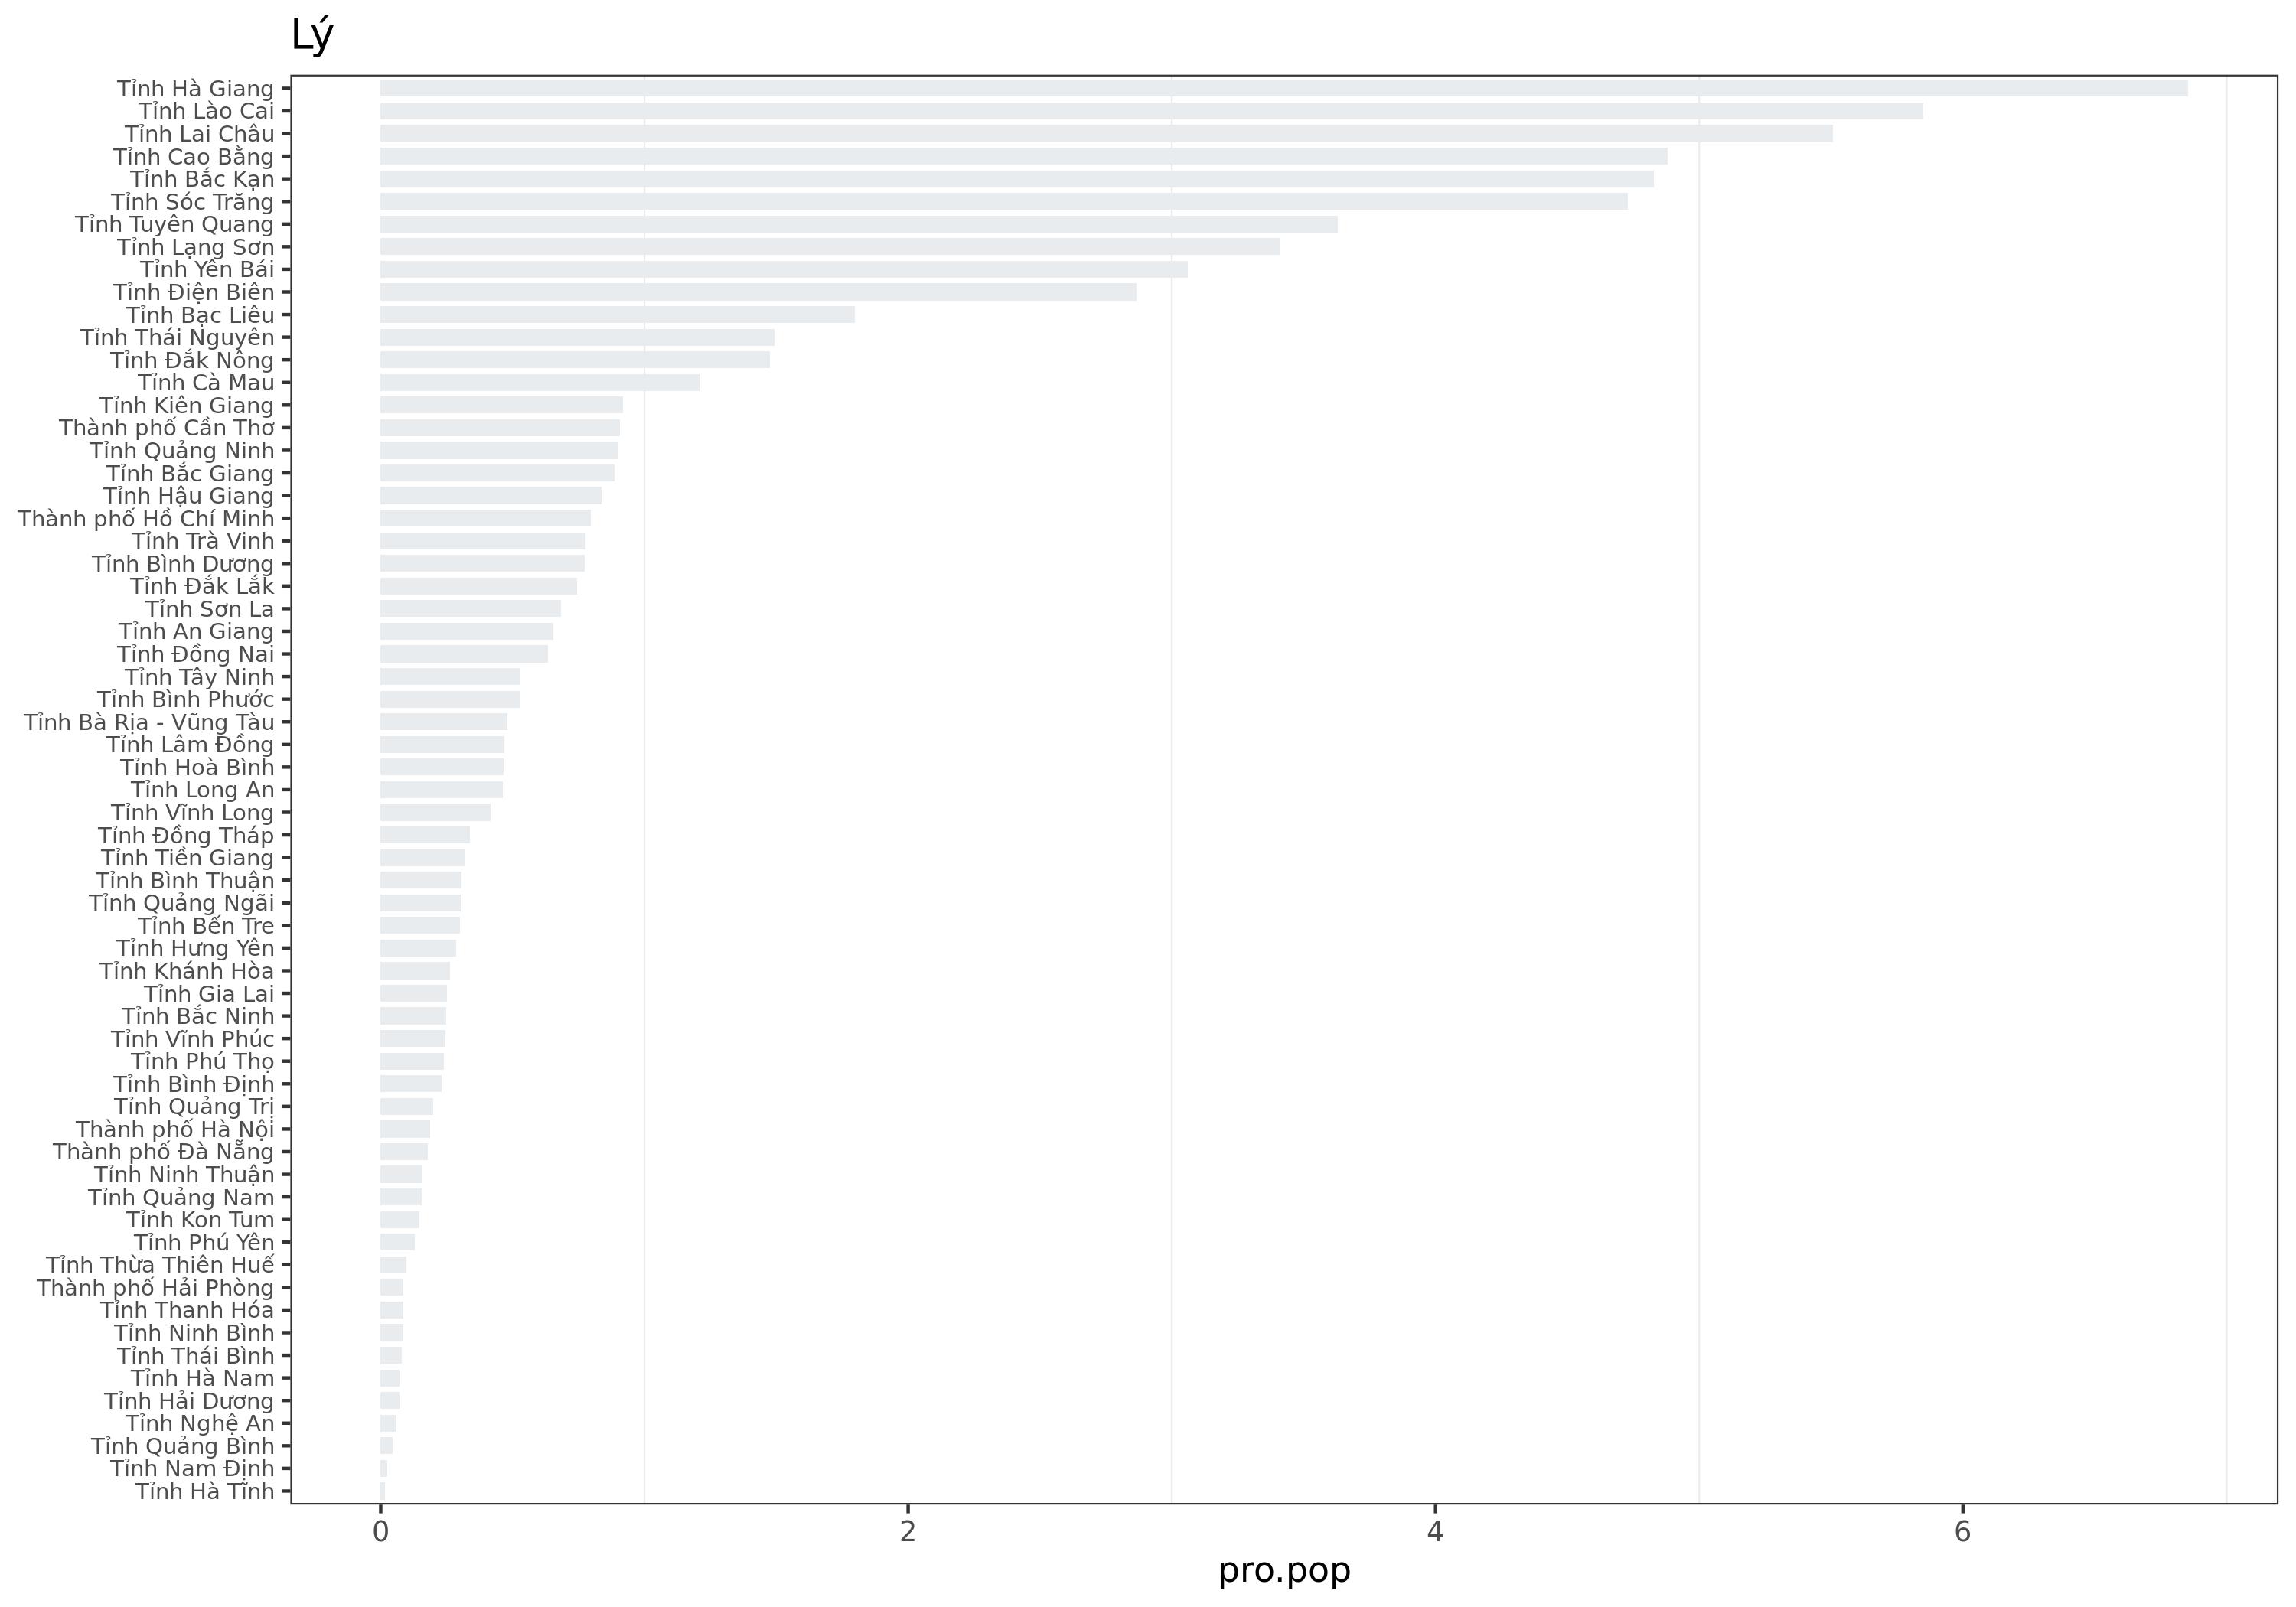 Lý
Tỉnh Hà Giang
Tỉnh Lào Cai
Tỉnh Lai Châu
Tỉnh Cao Bằng
Tỉnh Bắc Kạn
Tỉnh Sóc Trăng
Tỉnh Tuyên Quang
Tỉnh Lạng Sơn
Tỉnh Yên Bái
Tỉnh Điện Biên
Tỉnh Bạc Liêu
Tỉnh Thái Nguyên
Tỉnh Đắk Nông
Tỉnh Cà Mau
Tỉnh Kiên Giang
Thành phố Cần Thơ
Tỉnh Quảng Ninh
Tỉnh Bắc Giang
Tỉnh Hậu Giang
Thành phố Hồ Chí Minh
Tỉnh Trà Vinh
Tỉnh Bình Dương
Tỉnh Đắk Lắk
Tỉnh Sơn La
Tỉnh An Giang
Tỉnh Đồng Nai
Tỉnh Tây Ninh
Tỉnh Bình Phước
Tỉnh Bà Rịa - Vũng Tàu
Tỉnh Lâm Đồng
Tỉnh Hoà Bình
Tỉnh Long An
Tỉnh Vĩnh Long
Tỉnh Đồng Tháp
Tỉnh Tiền Giang
Tỉnh Bình Thuận
Tỉnh Quảng Ngãi
Tỉnh Bến Tre
Tỉnh Hưng Yên
Tỉnh Khánh Hòa
Tỉnh Gia Lai
Tỉnh Bắc Ninh
Tỉnh Vĩnh Phúc
Tỉnh Phú Thọ
Tỉnh Bình Định
Tỉnh Quảng Trị
Thành phố Hà Nội
Thành phố Đà Nẵng
Tỉnh Ninh Thuận
Tỉnh Quảng Nam
Tỉnh Kon Tum
Tỉnh Phú Yên
Tỉnh Thừa Thiên Huế
Thành phố Hải Phòng
Tỉnh Thanh Hóa
Tỉnh Ninh Bình
Tỉnh Thái Bình
Tỉnh Hà Nam
Tỉnh Hải Dương
Tỉnh Nghệ An
Tỉnh Quảng Bình
Tỉnh Nam Định
Tỉnh Hà Tĩnh
0 2 4 6
pro.pop